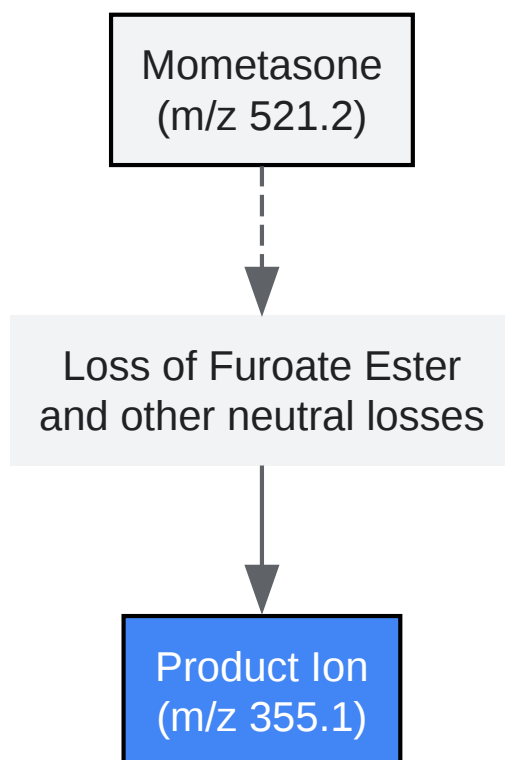 Mometasone
(m/z 521.2)
Loss of Furoate Ester
and other neutral losses
Product Ion
(m/z 355.1)